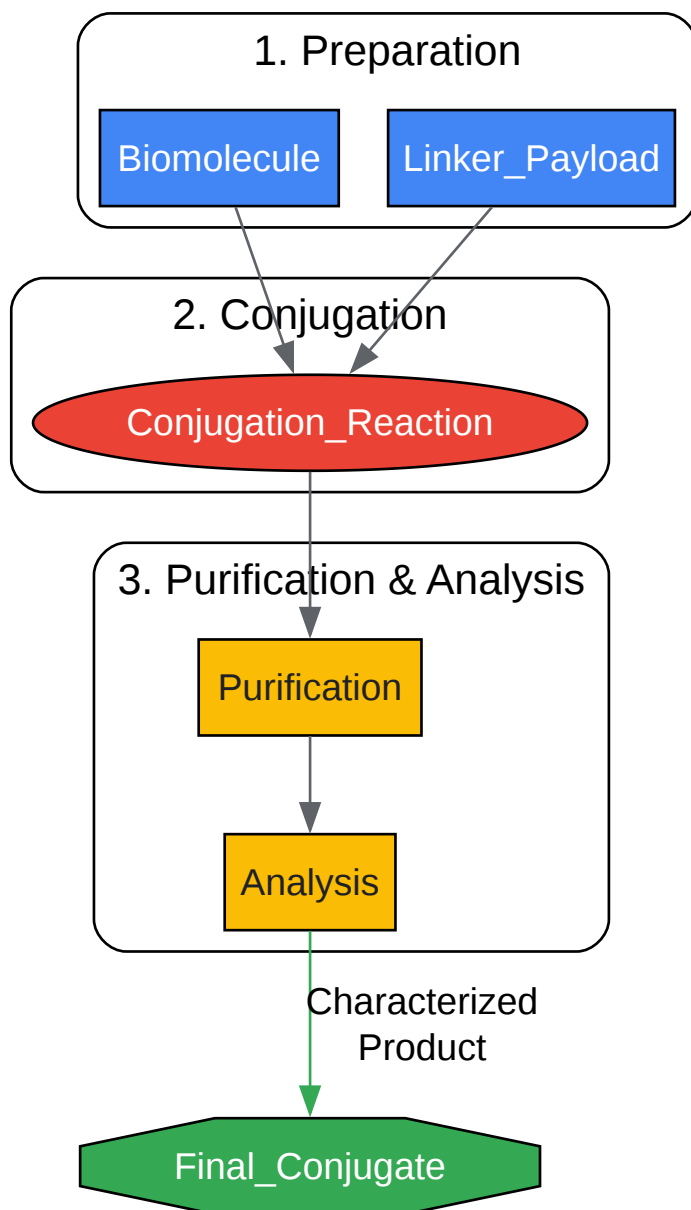 1. Preparation
Biomolecule
Linker_Payload
2. Conjugation
Conjugation_Reaction
3. Purification & Analysis
Purification
Analysis
Characterized
Product
Final_Conjugate